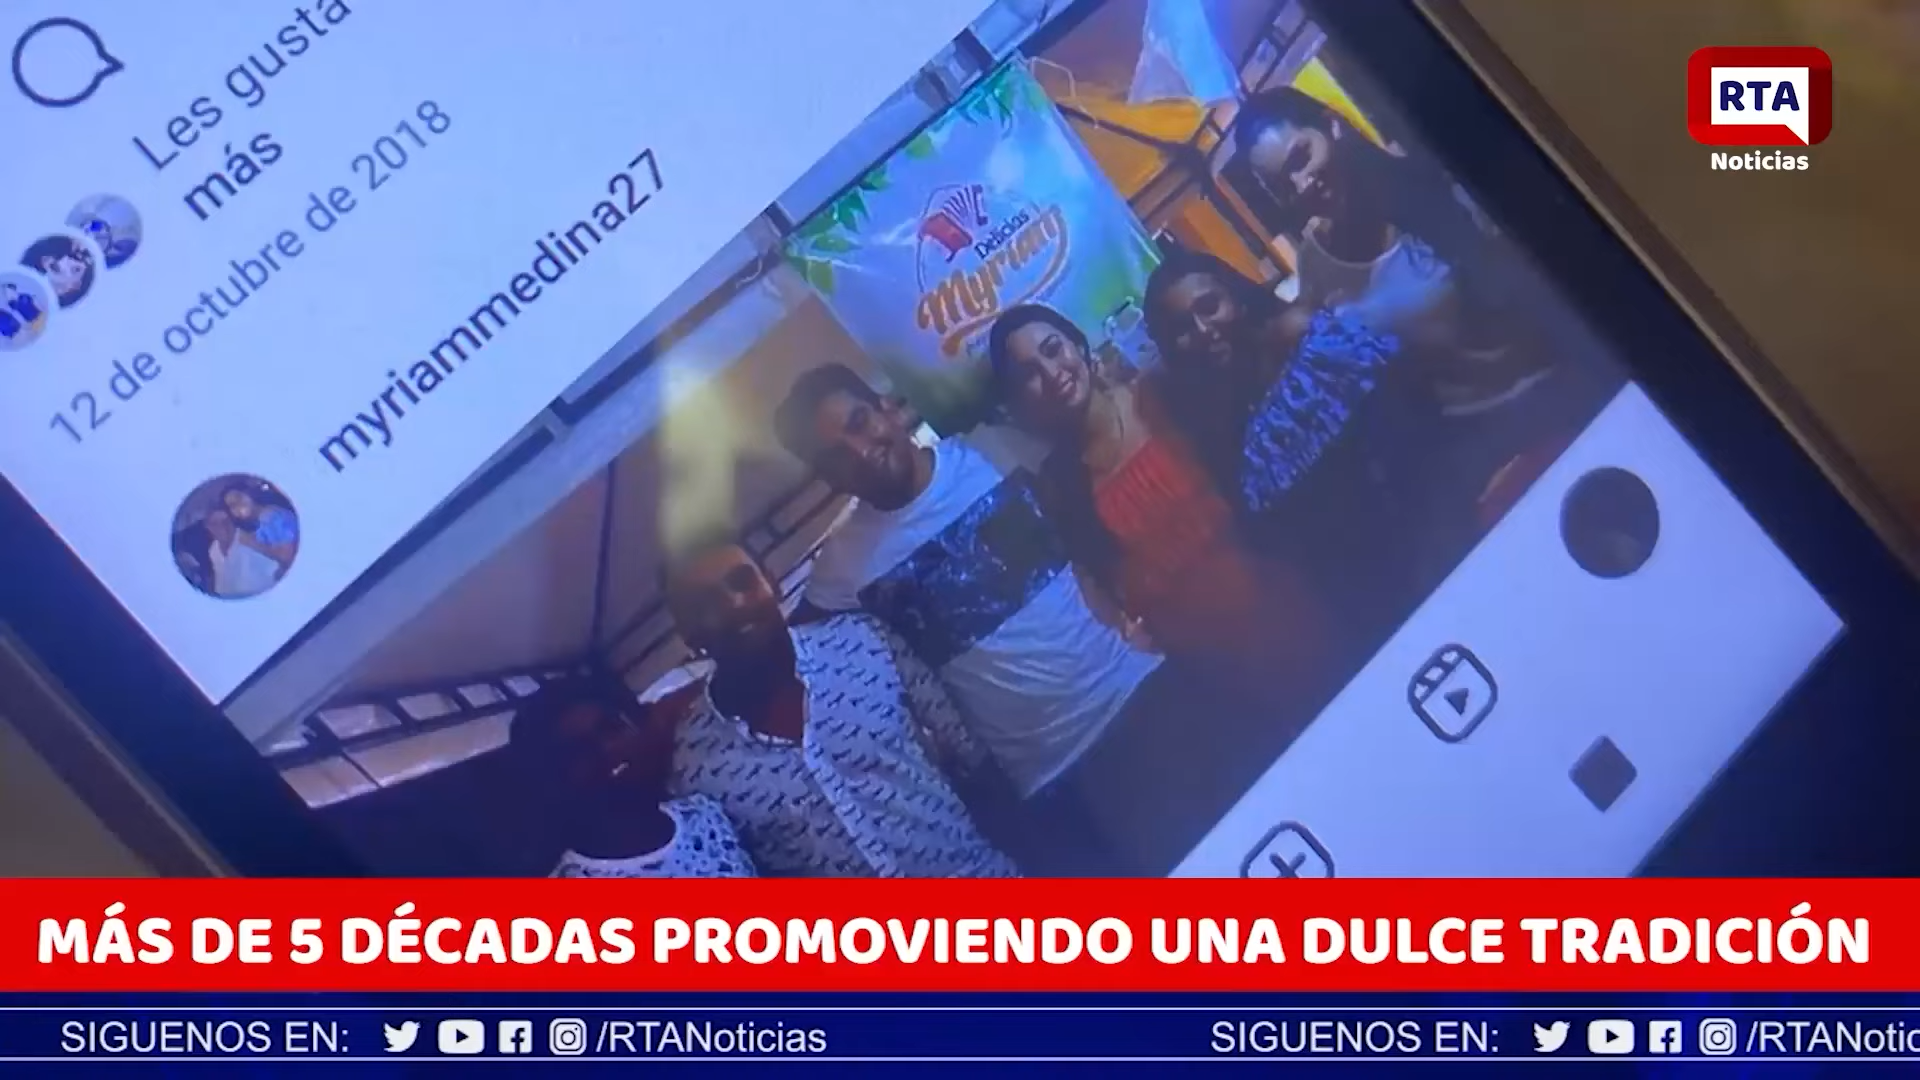 RTA
Noticias
Les gusta
más
12 de octubre de 2018
myriammedina27
Delicias
Myriam
MÁS DE 5 DÉCADAS PROMOVIENDO UNA DULCE TRADICIÓN
SIGUENOS EN: /RTANoticias
SIGUENOS EN: /RTANotic